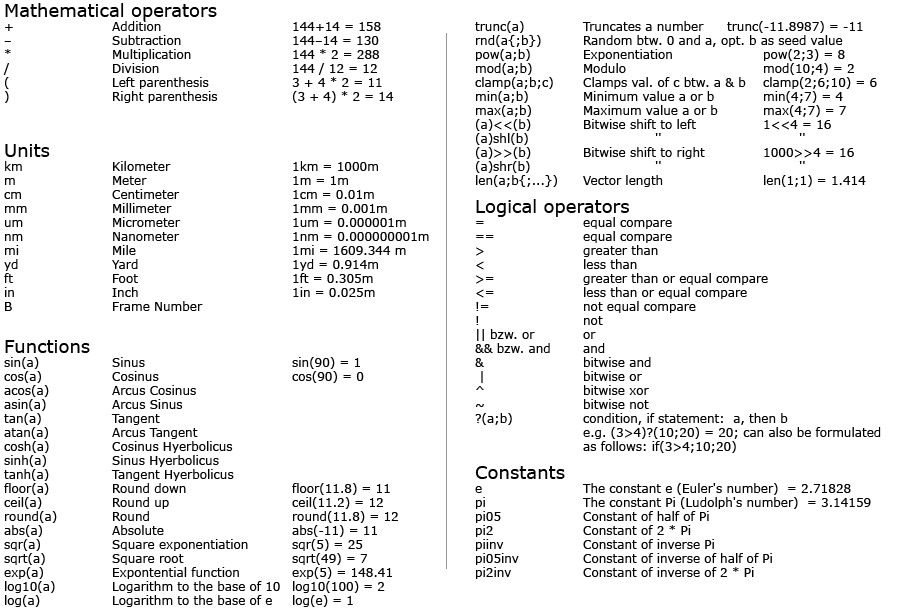 Mathematical operators
+ Addition 144+14 = 158
– Subtraction 144–14 = 130
* Multiplication 144 * 2 = 288
/ Division 144 / 12 = 12
( Left parenthesis 3 + 4 * 2 = 11
) Right parenthesis (3 + 4) * 2 = 14
Units
km Kilometer 1km = 1000m
m Meter 1m = 1m
cm Centimeter 1cm = 0.01m
mm Millimeter 1mm = 0.001m
um Micrometer 1um = 0.000001m
nm Nanometer 1nm = 0.000000001m
mi Mile 1mi = 1609.344 m
yd Yard 1yd = 0.914m
ft Foot 1ft = 0.305m
in Inch 1in = 0.025m
B Frame Number
Functions
sin(a) Sinus sin(90) = 1
cos(a) Cosinus cos(90) = 0
acos(a) Arcus Cosinus
asin(a) Arcus Sinus
tan(a) Tangent
atan(a) Arcus Tangent
cosh(a) Cosinus Hyerbolicus
sinh(a) Sinus Hyerbolicus
tanh(a) Tangent Hyerbolicus
floor(a) Round down floor(11.8) = 11
ceil(a) Round up ceil(11.2) = 12
round(a) Round round(11.8) = 12
abs(a) Absolute abs(-11) = 11
sqr(a) Square exponentiation sqr(5) = 25
sqrt(a) Square root sqrt(49) = 7
exp(a) Expontential function exp(5) = 148.41
log10(a) Logarithm to the base of 10 log10(100) = 2
log(a) Logarithm to the base of e log(e) = 1
trunc(a) Truncates a number trunc(-11.8987) = -11
rnd(a{;b}) Random btw. 0 and a, opt. b as seed value
pow(a;b) Exponentiation pow(2;3) = 8
mod(a;b) Modulo mod(10;4) = 2
clamp(a;b;c) Clamps val. of c btw. a & b clamp(2;6;10) = 6
min(a;b) Minimum value a or b min(4;7) = 4
max(a;b) Maximum value a or b max(4;7) = 7
(a)<<(b) Bitwise shift to left 1<<4 = 16
(a)shl(b) " "
(a)>>(b) Bitwise shift to right 1000>>4 = 16
(a)shr(b) " "
len(a;b{;...}) Vector length len(1;1) = 1.414
Logical operators
= equal compare
== equal compare
> greater than
< less than
>= greater than or equal compare
<= less than or equal compare
!= not equal compare
! not
|| bzw. or or
&& bzw. and and
& bitwise and
| bitwise or
^ bitwise xor
~ bitwise not
?(a;b) condition, if statement: a, then b
e.g. (3>4)?(10;20) = 20; can also be formulated
as follows: if(3>4;10;20)
Constants
e The constant e (Euler's number) = 2.71828
pi The constant Pi (Ludolph's number) = 3.14159
pi05 Constant of half of Pi
pi2 Constant of 2 * Pi
piinv Constant of inverse Pi
pi05inv Constant of inverse of half of Pi
pi2inv Constant of inverse of 2 * Pi